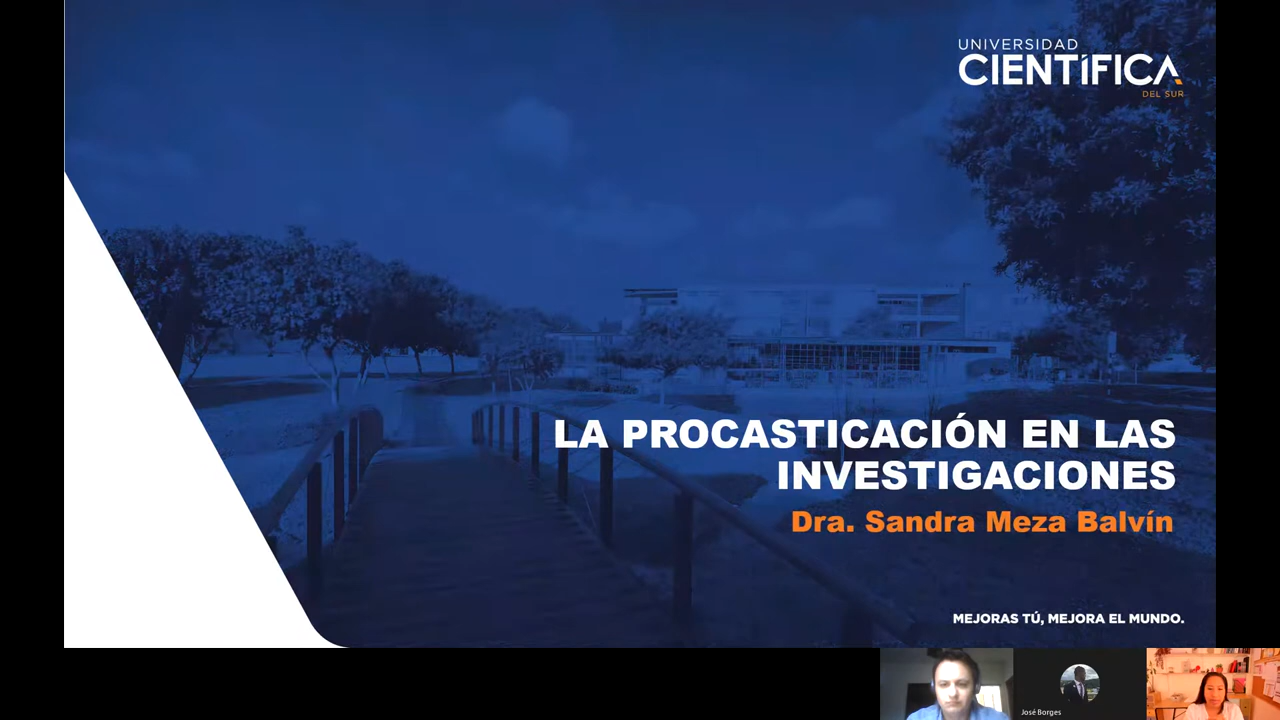 UNIVERSIDAD
CIENTÍFICA
DEL SUR
LA PROCASTICACIÓN EN LAS
INVESTIGACIONES
Dra. Sandra Meza Balvín
MEJORAS TÚ, MEJORA EL MUNDO.
José Borges